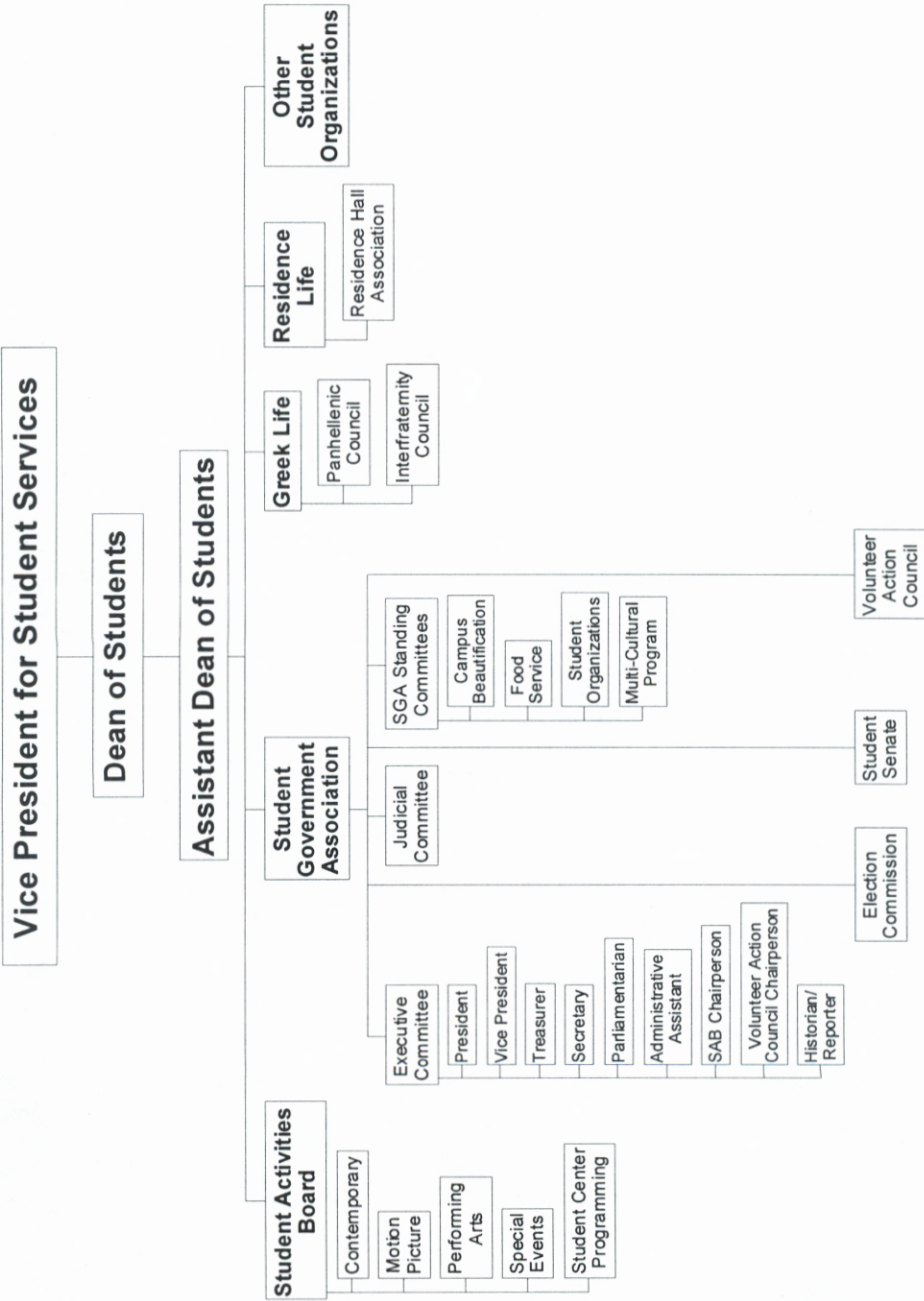 Vice President for Student Services
Dean of Students
Assistant Dean of Students
Student Activities
Board
Contemporary
Motion
Picture
Performing
Arts
Special
Events
Student Center
Programming
Student
Government
Association
Executive
Committee
President
Vice President
Treasurer
Secretary
Parliamentarian
Administrative
Assistant
SAB Chairperson
Volunteer Action
Council Chairperson
Historian/
Reporter
Judicial
Committee
SGA Standing
Committees
Campus
Beautification
Food
Service
Student
Organizations
Multi-Cultural
Program
Election
Commission
Student
Senate
Volunteer
Action
Council
Greek Life
Panhellenic
Council
Interfraternity
Council
Residence
Life
Residence Hall
Association
Other
Student
Organizations